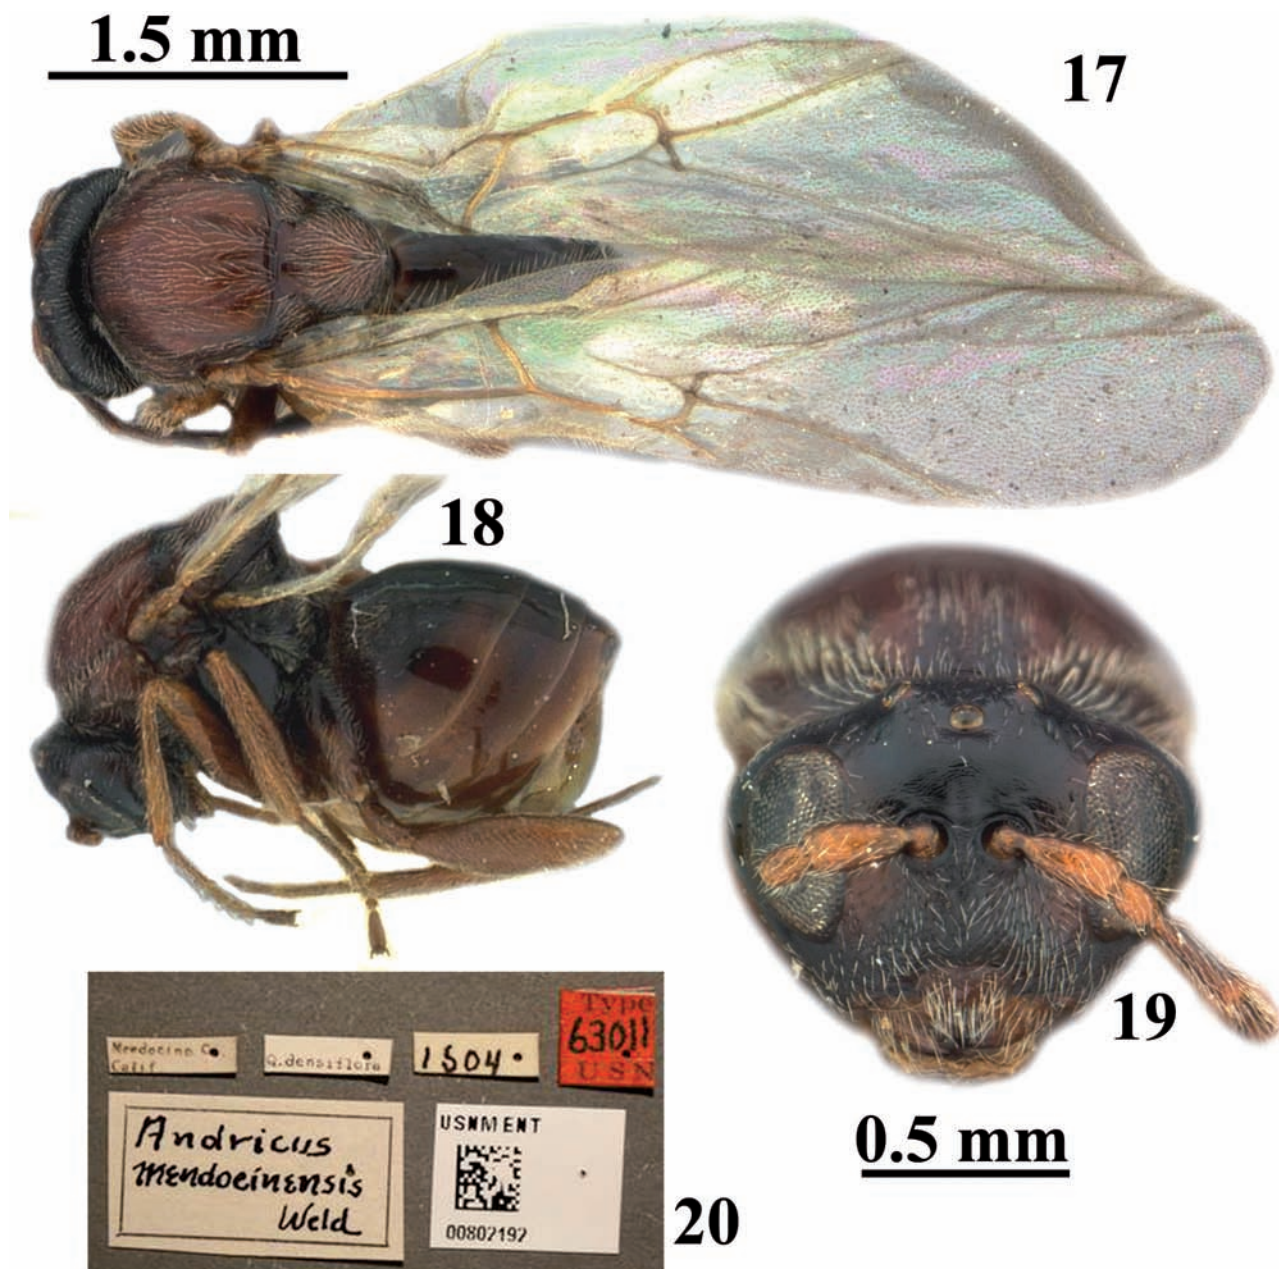 1.5 mm
17
18
19
0.5 mm
Mendocino Co.
Calif
Q.densiflora
1504
Type
63011
USN
Andricus
mendocinensis
Weld
USNMENT
00802192
20